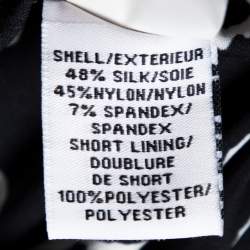 SHELL/EXTERIEUR
48% SILK/SOIE
45%NYLON/NYLON
7% SPANDEX/
SPANDEX
SHORT LINING/
DOUBLURE
DE SHORT
100%POLYESTER/
POLYESTER